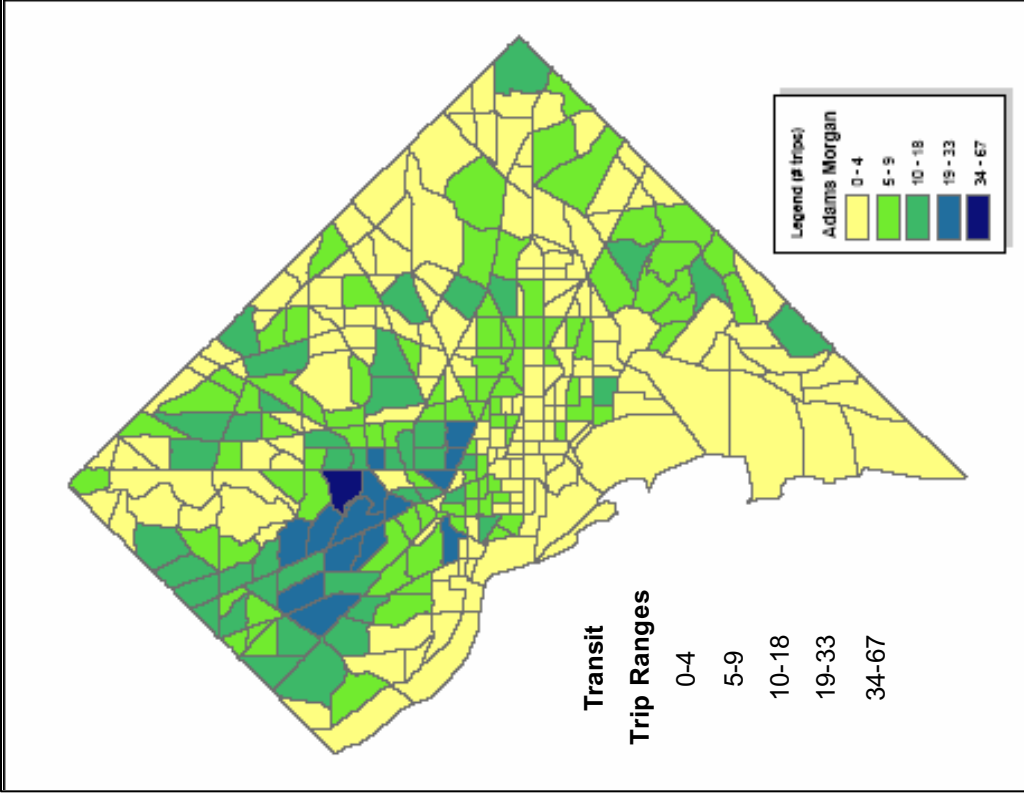 Legend (# trips)
Adams Morgan
0 - 4
5 - 9
10 - 18
19 - 33
34 - 67
Transit
Trip Ranges
0-4
5-9
10-18
19-33
34-67